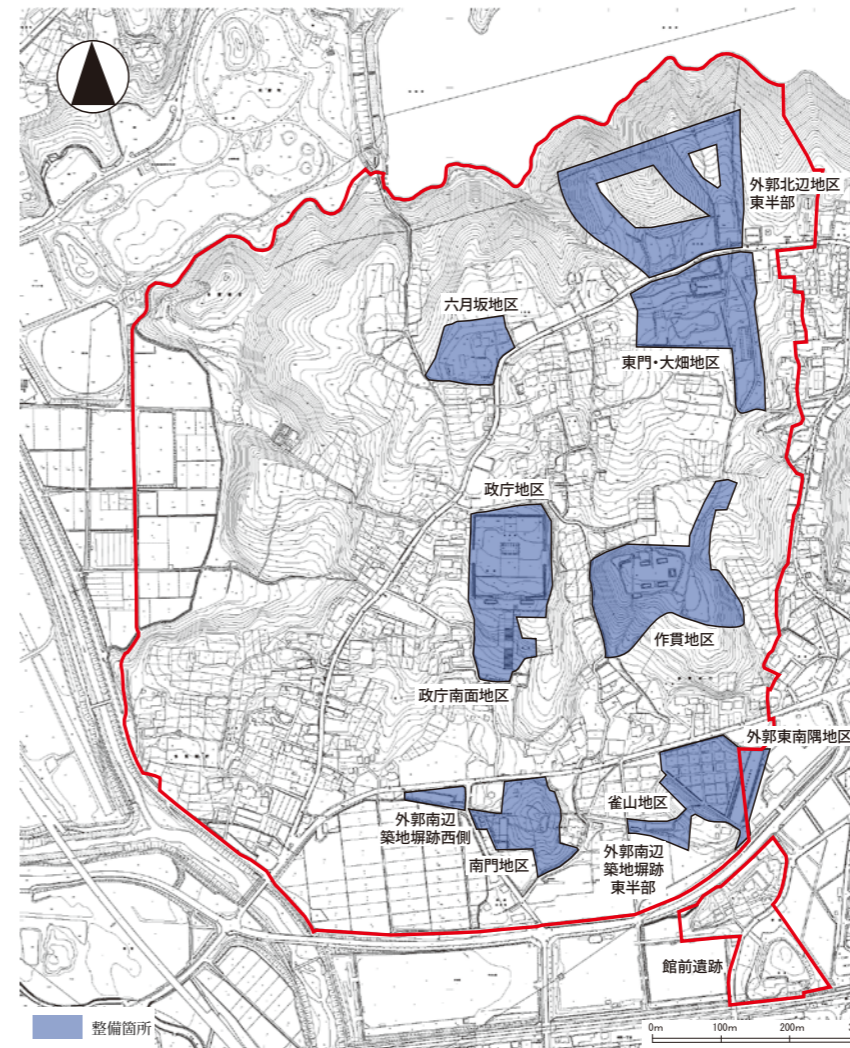 外郭北辺地区
東半部
六月坂地区
東門・大畑地区
政庁地区
作貫地区
政庁南面地区
外郭東南隅地区
雀山地区
外郭南辺
築地塀跡西側
南門地区
外郭南辺
築地塀跡
東半部
館前遺跡
整備箇所
0m 100m 200m